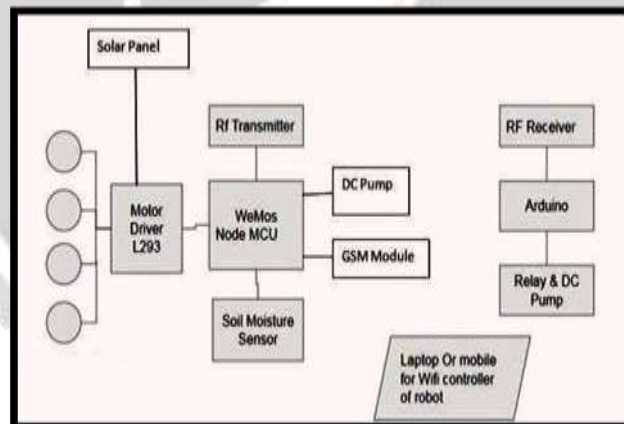 Solar Panel
Rf Transmitter
RF Receiver
DC Pump
Motor
Driver
L293
WeMos
Node MCU
Arduino
GSM Module
Relay & DC
Pump
Soil Moisture
Sensor
Laptop Or mobile
for Wifi controller
of robot